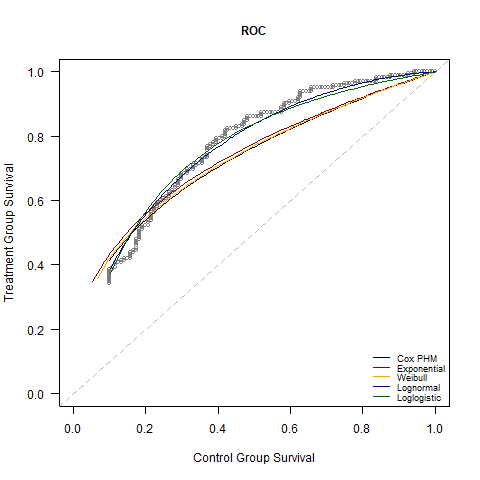 ROC
Treatment Group Survival
1.0
0.8
0.6
0.4
0.2
0.0
Cox PHM
Exponential
Weibull
Lognormal
Loglogistic
0.0 0.2 0.4 0.6 0.8 1.0
Control Group Survival